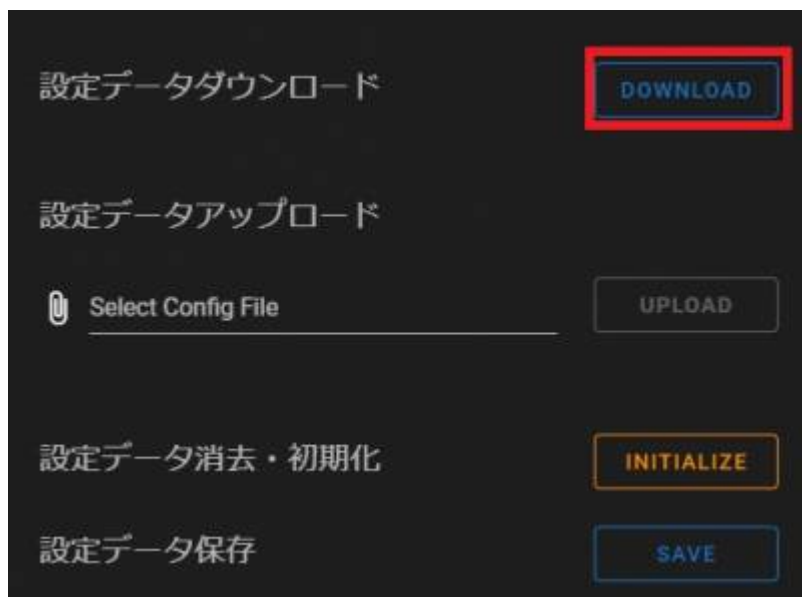 設定データダウンロード DOWNLOAD
設定データアップロード
Select Config File UPLOAD
設定データ消去・初期化 INITIALIZE
設定データ保存 SAVE